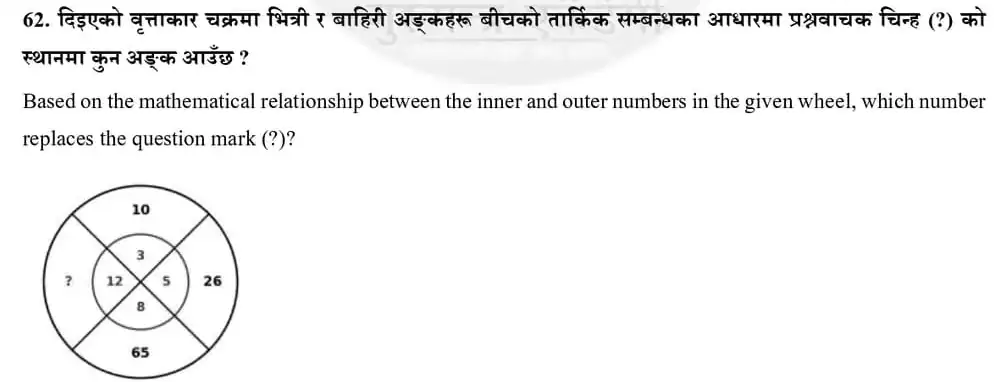 62. दिइएको वृत्ताकार चक्रमा भित्री र बाहिरी अङ्कहरू बीचको तार्किक सम्बन्धका आधारमा प्रश्नवाचक चिन्ह (?) को
स्थानमा कुन अङ्क आउँछ ?
Based on the mathematical relationship between the inner and outer numbers in the given wheel, which number
replaces the question mark (?)?
10
3
? 12 5 26
8
65